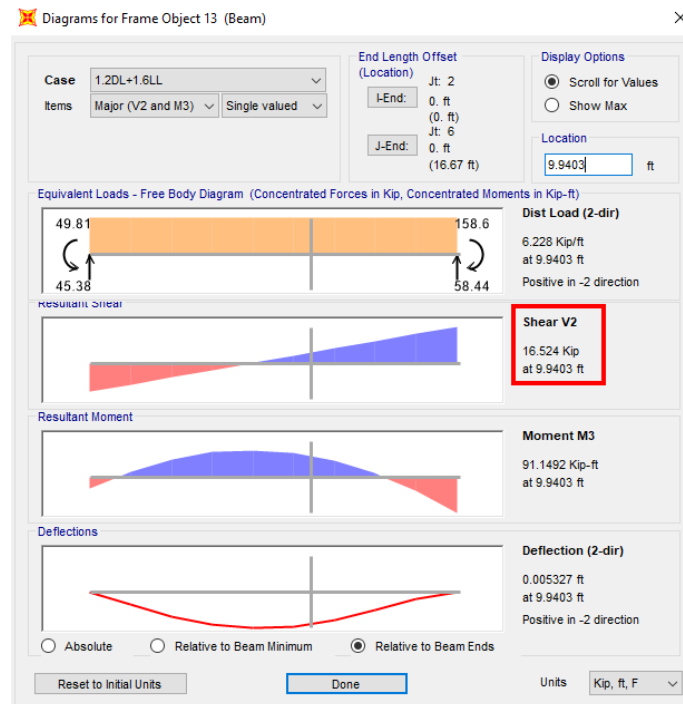 Diagrams for Frame Object 13 (Beam)
Case 1.2DL+1.6LL
Items Major (V2 and M3) Single valued
End Length Offset
(Location)
Jt: 2
I-End: 0. ft
(0. ft)
Jt: 6
J-End: 0. ft
(16.67 ft)
Display Options
Scroll for Values
Show Max
Location
9.9403 ft
Equivalent Loads - Free Body Diagram (Concentrated Forces in Kip, Concentrated Moments in Kip-ft)
49.81 158.6
45.38 58.44
Dist Load (2-dir)
6.228 Kip/ft
at 9.9403 ft
Positive in -2 direction
Resultant Shear
Shear V2
16.524 Kip
at 9.9403 ft
Resultant Moment
Moment M3
91.1492 Kip-ft
at 9.9403 ft
Deflections
Deflection (2-dir)
0.005327 ft
at 9.9403 ft
Positive in -2 direction
Absolute Relative to Beam Minimum Relative to Beam Ends
Reset to Initial Units Done Units Kip, ft, F